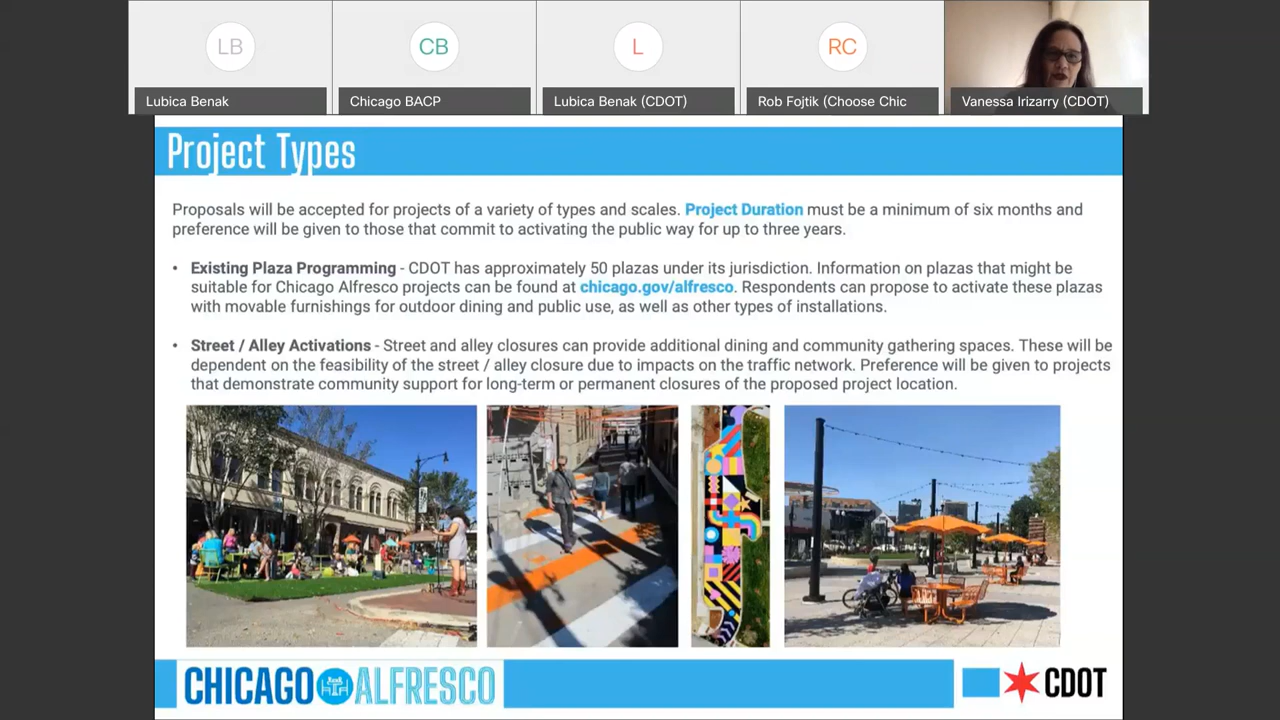 LB
CB
L
RC
Lubica Benak
Chicago BACP
Lubica Benak (CDOT)
Rob Fojtik (Choose Chic
Vanessa Irizarry (CDOT)
Project Types
Proposals will be accepted for projects of a variety of types and scales. Project Duration must be a minimum of six months and
preference will be given to those that commit to activating the public way for up to three years.
• Existing Plaza Programming - CDOT has approximately 50 plazas under its jurisdiction. Information on plazas that might be
suitable for Chicago Alfresco projects can be found at chicago.gov/alfresco. Respondents can propose to activate these plazas
with movable furnishings for outdoor dining and public use, as well as other types of installations.
• Street / Alley Activations - Street and alley closures can provide additional dining and community gathering spaces. These will be
dependent on the feasibility of the street / alley closure due to impacts on the traffic network. Preference will be given to projects
that demonstrate community support for long-term or permanent closures of the proposed project location.
CHICAGO ALFRESCO
CDOT